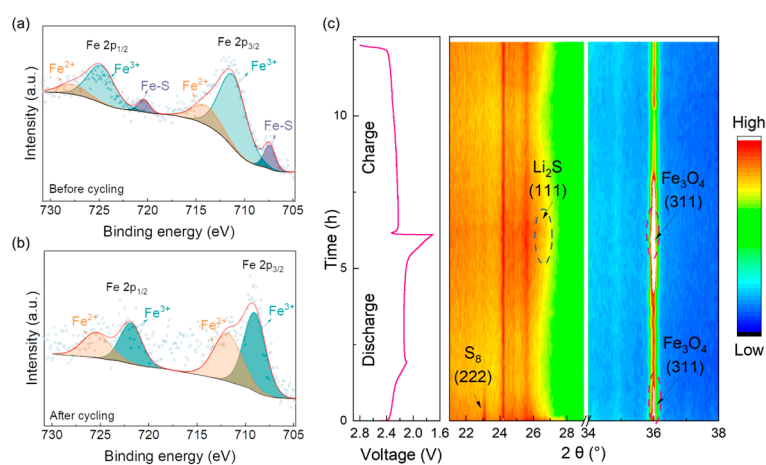 (a)
Fe 2p1/2
Fe 2p3/2
Fe2+
Fe3+
Fe-S
Fe2+
Fe3+
Fe-S
Intensity (a.u.)
Before cycling
730 725 720 715 710 705
Binding energy (eV)
(b)
Fe 2p1/2
Fe 2p3/2
Fe2+
Fe3+
Fe2+
Fe3+
Intensity (a.u.)
After cycling
730 725 720 715 710 705
Binding energy (eV)
(c)
Charge
Discharge
2.8 2.4 2.0 1.6
Voltage (V)
10
5
0
Time (h)
Li2S
(111)
S8
(222)
Fe3O4
(311)
Fe3O4
(311)
22 24 26 28 34 36 38
2 θ (°)
High
Low